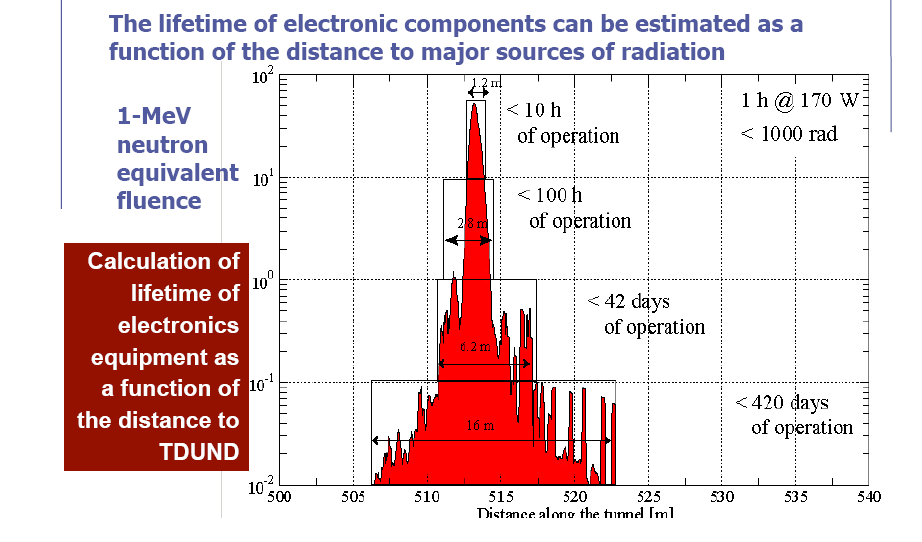 The lifetime of electronic components can be estimated as a
function of the distance to major sources of radiation
1-MeV
neutron
equivalent
fluence
Calculation of
lifetime of
electronics
equipment as
a function of
the distance to
TDUND
10²
10¹
10⁰
10⁻¹
10⁻²
1.2 m
< 10 h
of operation
1 h @ 170 W
< 1000 rad
2.8 m
< 100 h
of operation
6.2 m
< 42 days
of operation
16 m
< 420 days
of operation
500 505 510 515 520 525 530 535 540
Distance along the tunnel [m]